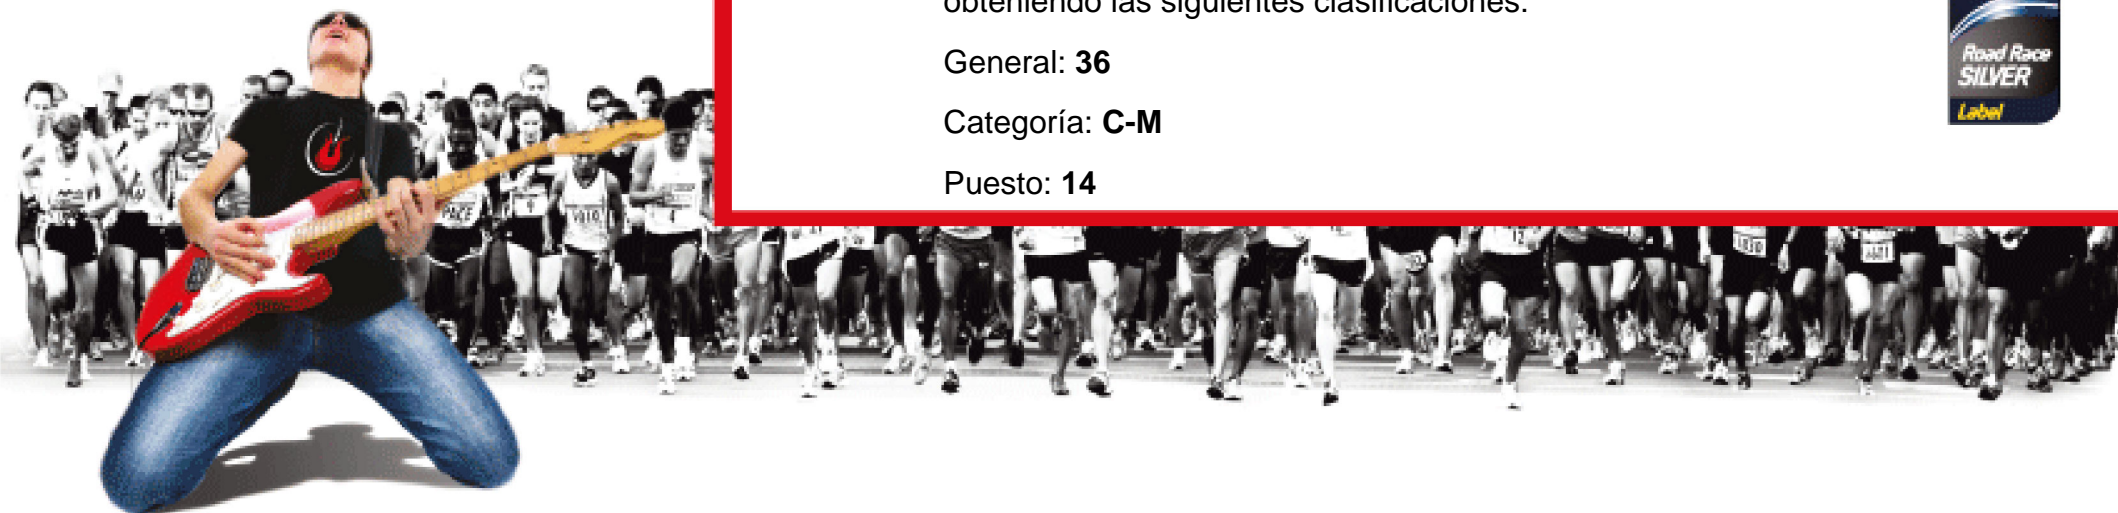 obteniendo las siguientes clasificaciones:
General: 36
Categoría: C-M
Puesto: 14
Road Race
SILVER
Label
PACE